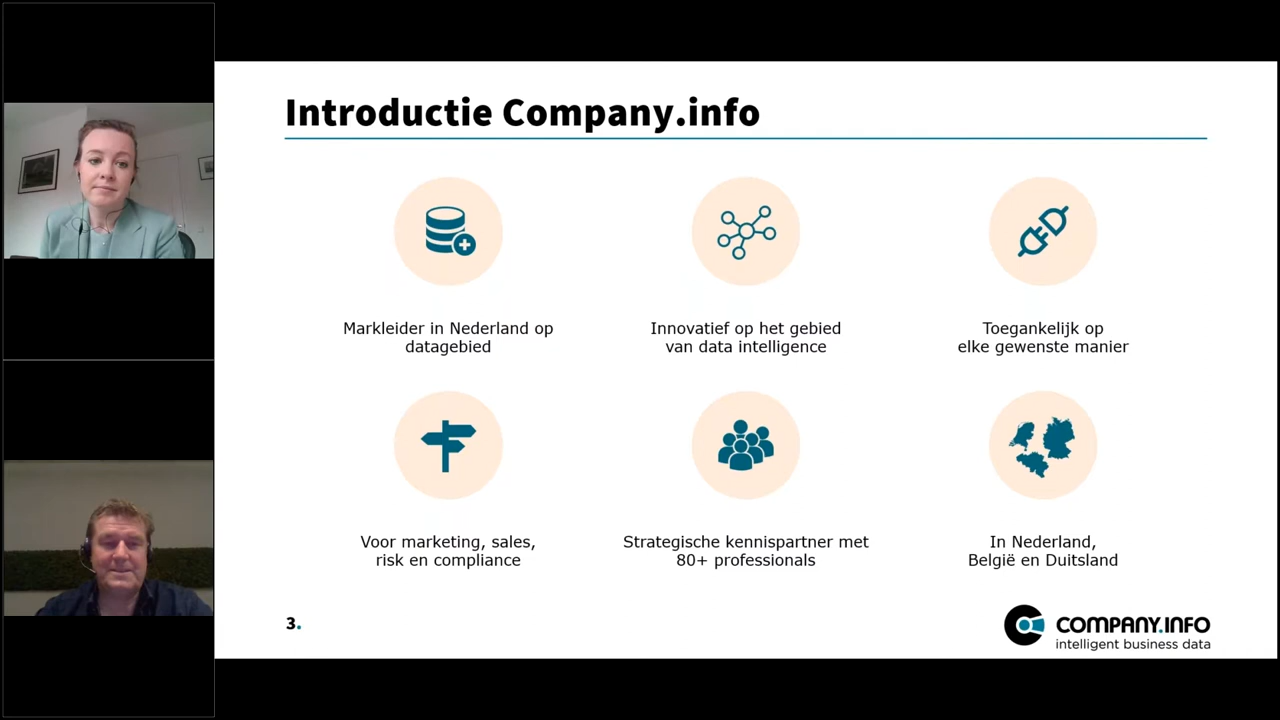 Introductie Company.info
Markleider in Nederland op
datagebied
Innovatief op het gebied
van data intelligence
Toegankelijk op
elke gewenste manier
Voor marketing, sales,
risk en compliance
Strategische kennispartner met
80+ professionals
In Nederland,
België en Duitsland
3.
COMPANY.INFO
intelligent business data